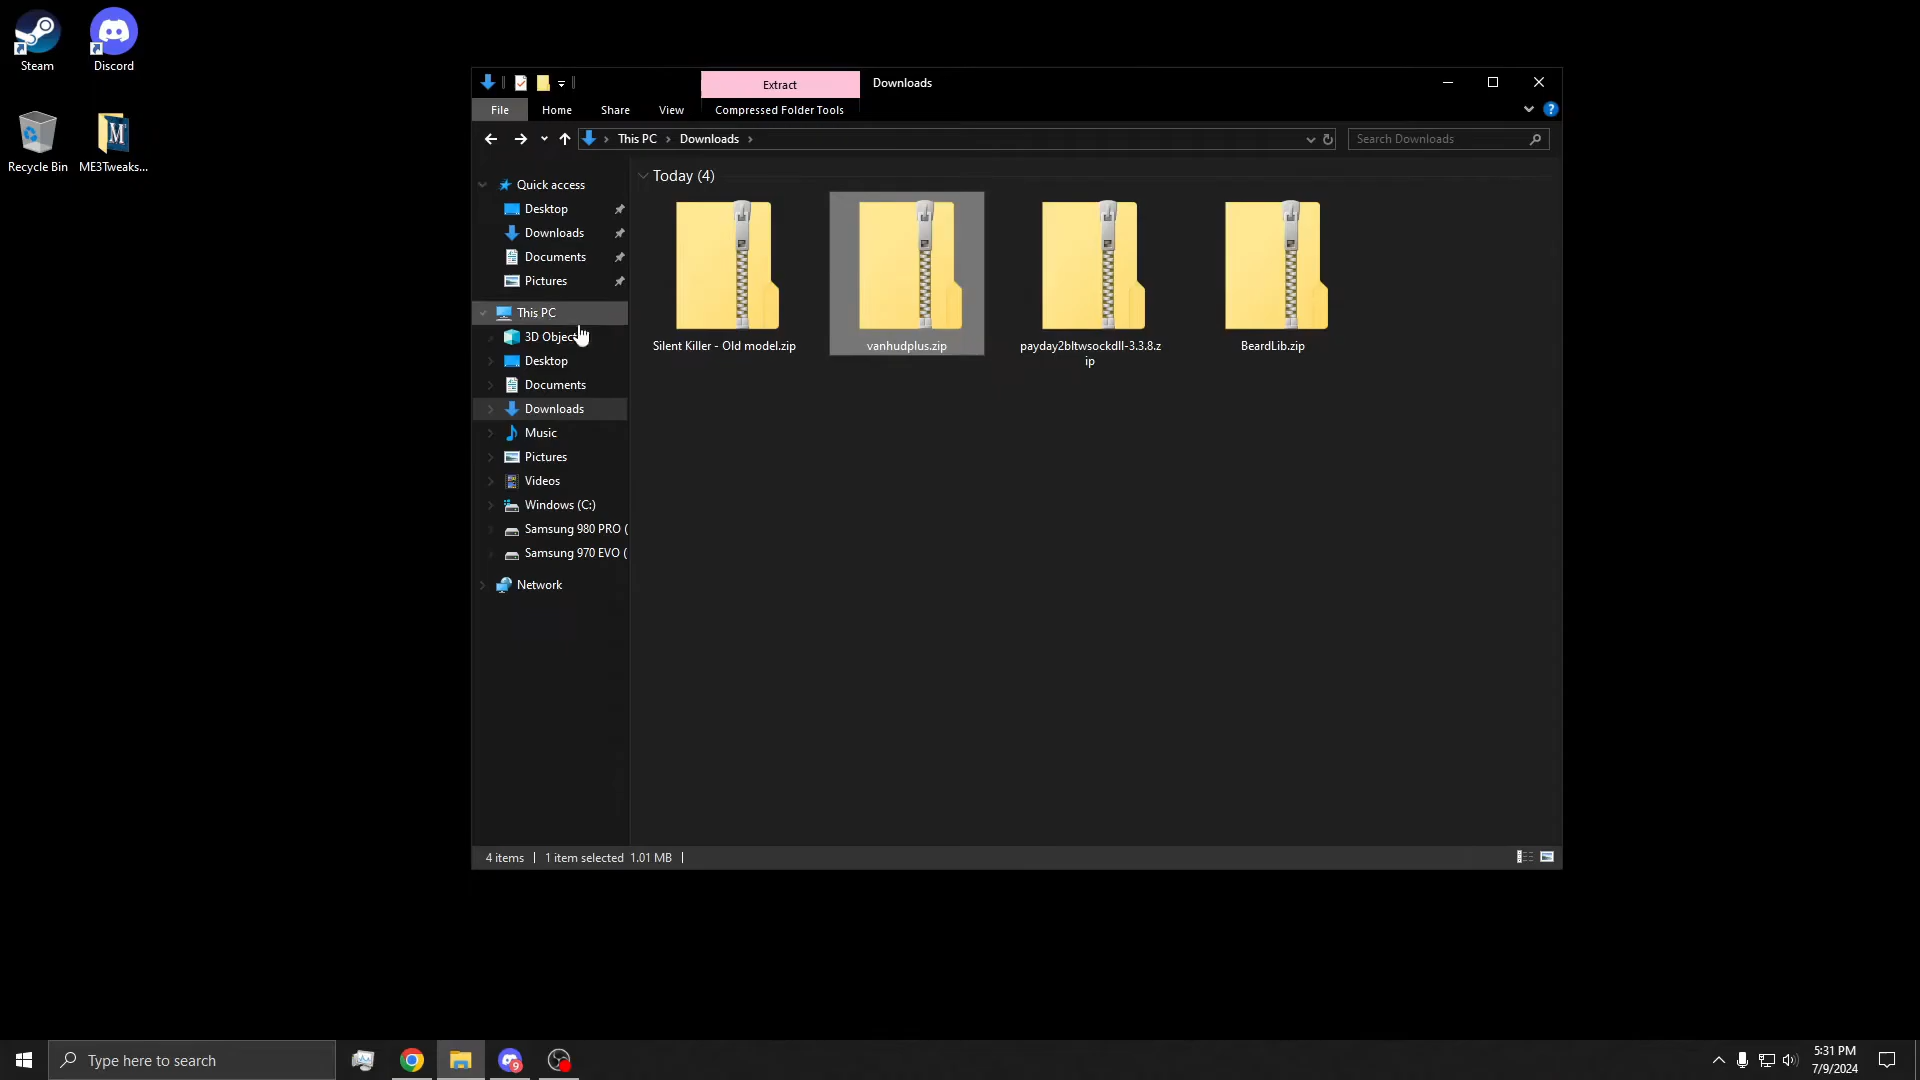 Steam
Discord
Recycle Bin
ME3Tweaks...
Extract
Downloads
File
Home
Share
View
Compressed Folder Tools
This PC
Downloads
Search Downloads
Quick access
Desktop
Downloads
Documents
Pictures
This PC
3D Objec
Desktop
Documents
Downloads
Music
Pictures
Videos
Windows (C:)
Samsung 980 PRO (
Samsung 970 EVO (
Network
Today (4)
Silent Killer - Old model.zip
vanhudplus.zip
payday2bltwsockdll-3.3.8.z
ip
BeardLib.zip
4 items
1 item selected 1.01 MB
Type here to search
9
5:31 PM
7/9/2024